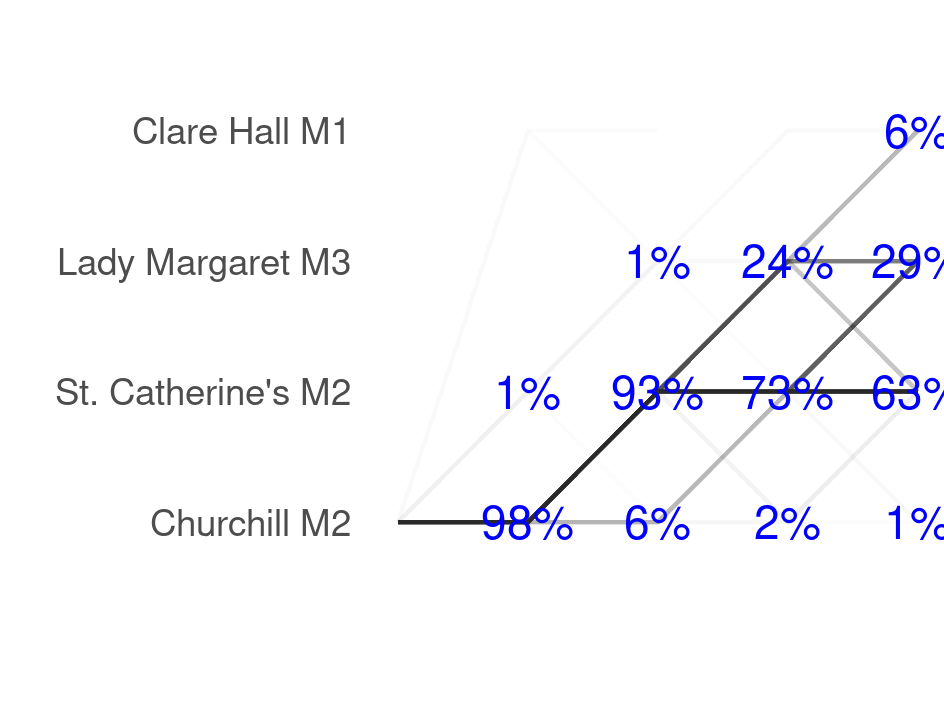 Clare Hall M1 6%
Lady Margaret M3 1% 24% 29%
St. Catherine's M2 1% 93% 73% 63%
Churchill M2 98% 6% 2% 1%